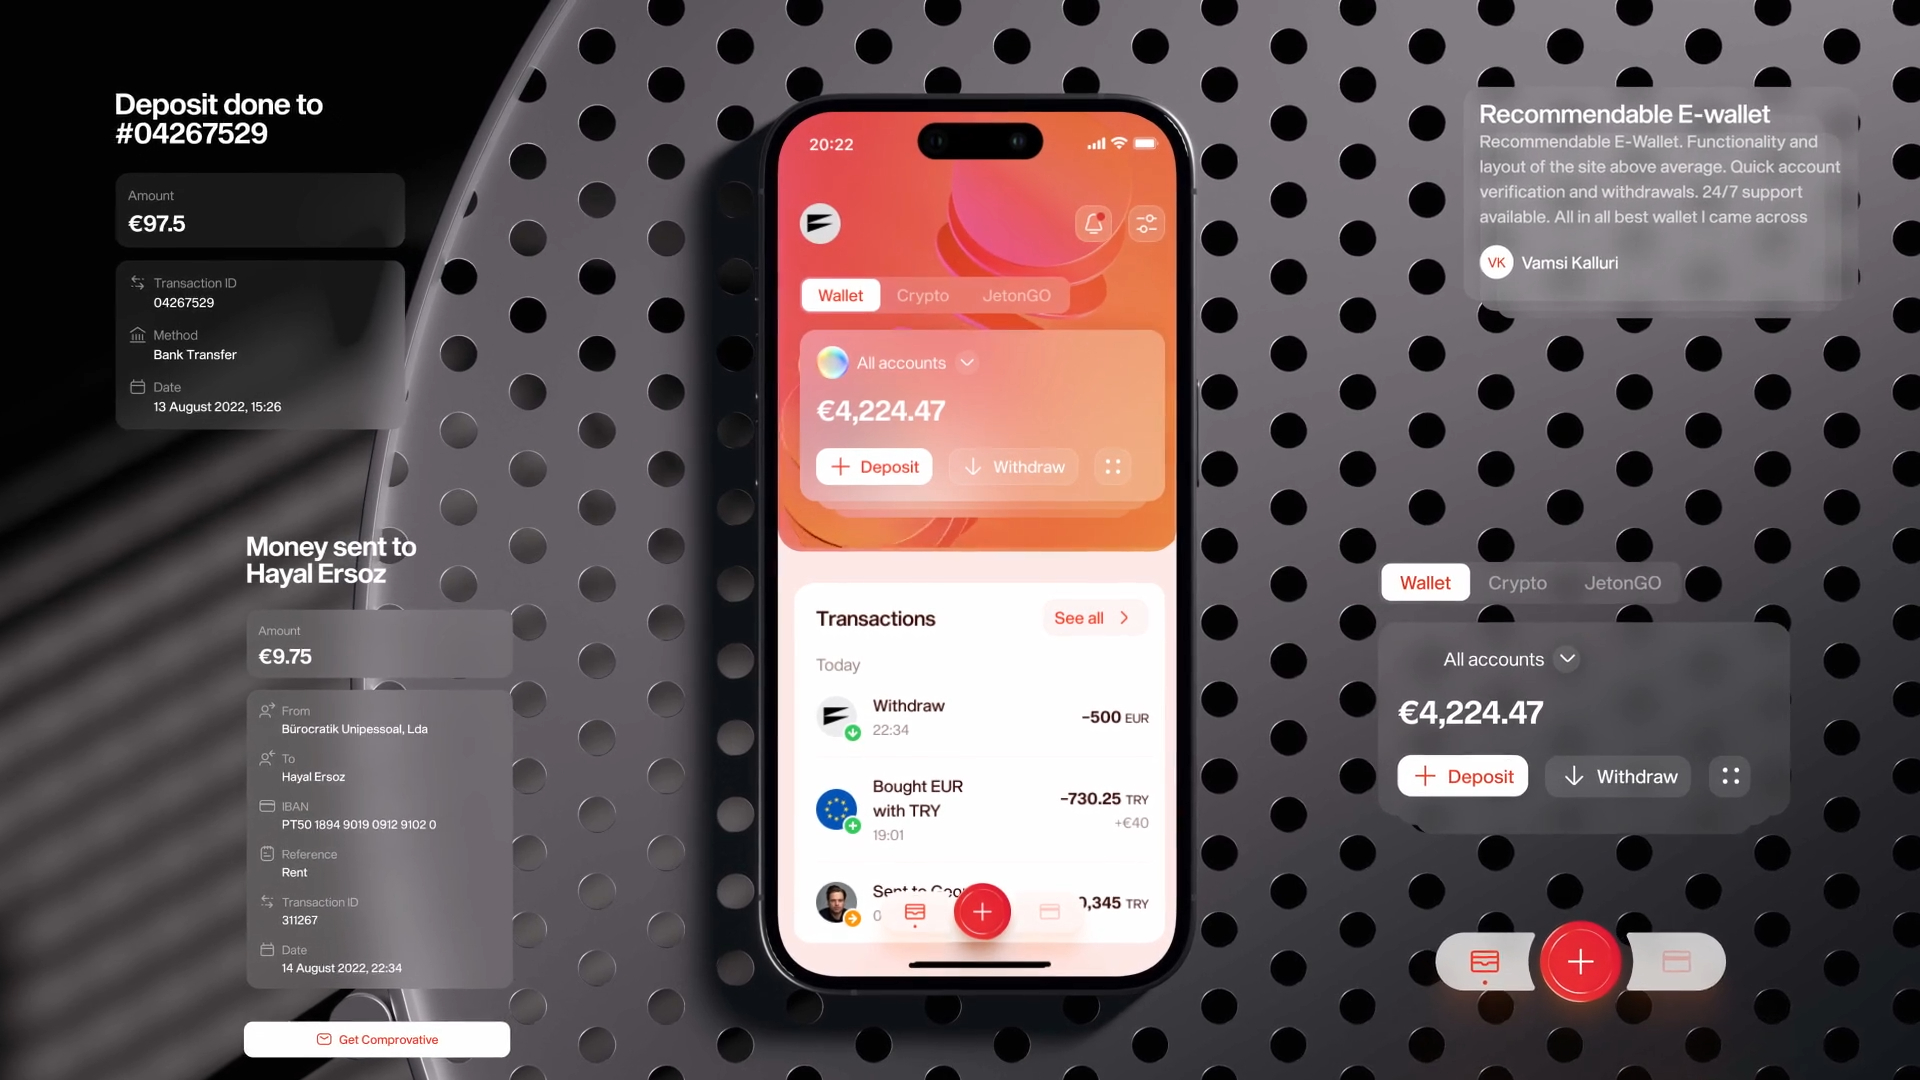 Deposit done to
#04267529
Amount
€97.5
Transaction ID
04267529
Method
Bank Transfer
Date
13 August 2022, 15:26
Money sent to
Hayal Ersoz
Amount
€9.75
From
Bürocratik Unipessoal, Lda
To
Hayal Ersoz
IBAN
PT50 1894 9019 0912 9102 0
Reference
Rent
Transaction ID
311267
Date
14 August 2022, 22:34
Get Comprovative
20:22
Wallet Crypto JetonGO
All accounts
€4,224.47
Deposit Withdraw
Transactions See all
Today
Withdraw
22:34
-500 EUR
Bought EUR
with TRY
19:01
-730.25 TRY
+€40
Sent to
0,345 TRY
Recommendable E-wallet
Recommendable E-Wallet. Functionality and
layout of the site above average. Quick account
verification and withdrawals. 24/7 support
available. All in all best wallet I came across
VK Vamsi Kalluri
Wallet Crypto JetonGO
All accounts
€4,224.47
Deposit Withdraw